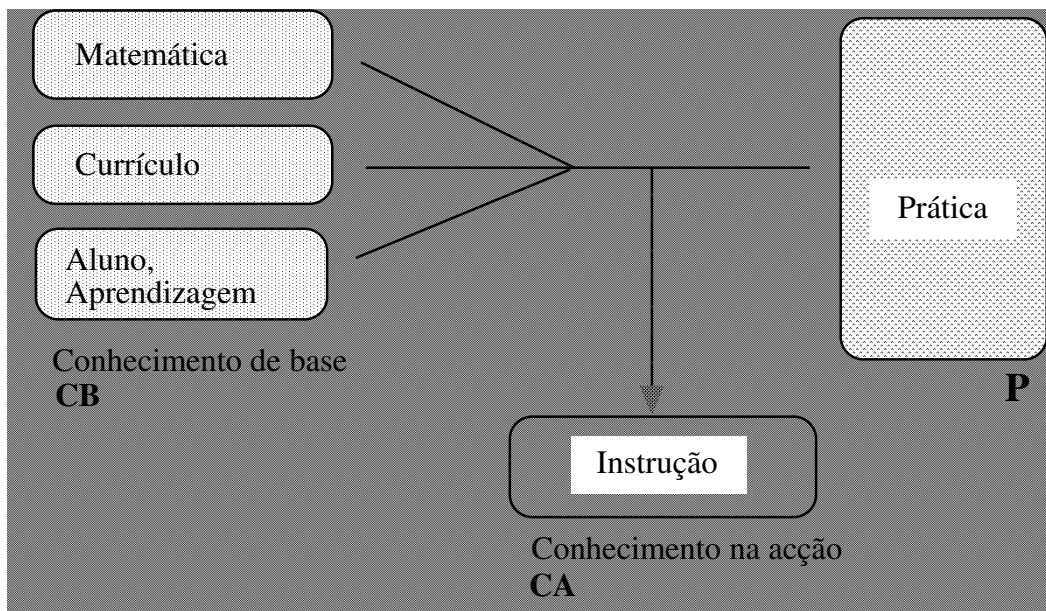 Matemática
Currículo
Aluno,
Aprendizagem
Conhecimento de base
CB
Prática
P
Instrução
Conhecimento na acção
CA